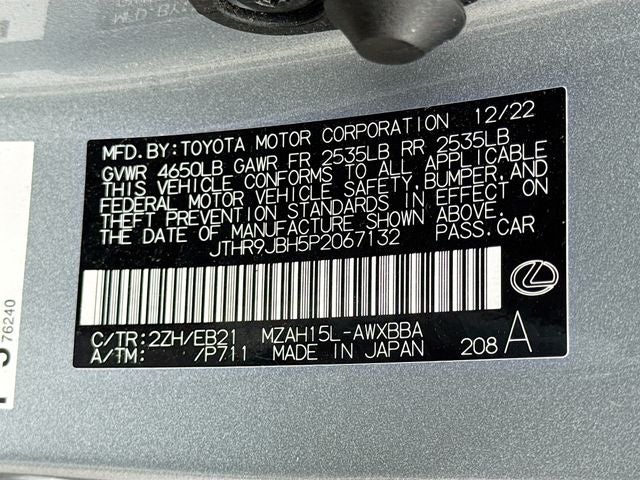 MFD.BY:TOYOTA MOTOR CORPORATION 12/22
GVWR 4650LB GAWR FR 2535LB RR 2535LB
THIS VEHICLE CONFORMS TO ALL APPLICABLE
FEDERAL MOTOR VEHICLE SAFETY,BUMPER,AND
THEFT PREVENTION STANDARDS IN EFFECT ON
THE DATE OF MANUFACTURE SHOWN ABOVE.
JTHR9JBH5P2067132 PASS.CAR
C/TR:2ZH/EB21 MZAH15L-AWXBBA
A/TM: /P711 MADE IN JAPAN 208 A
76240